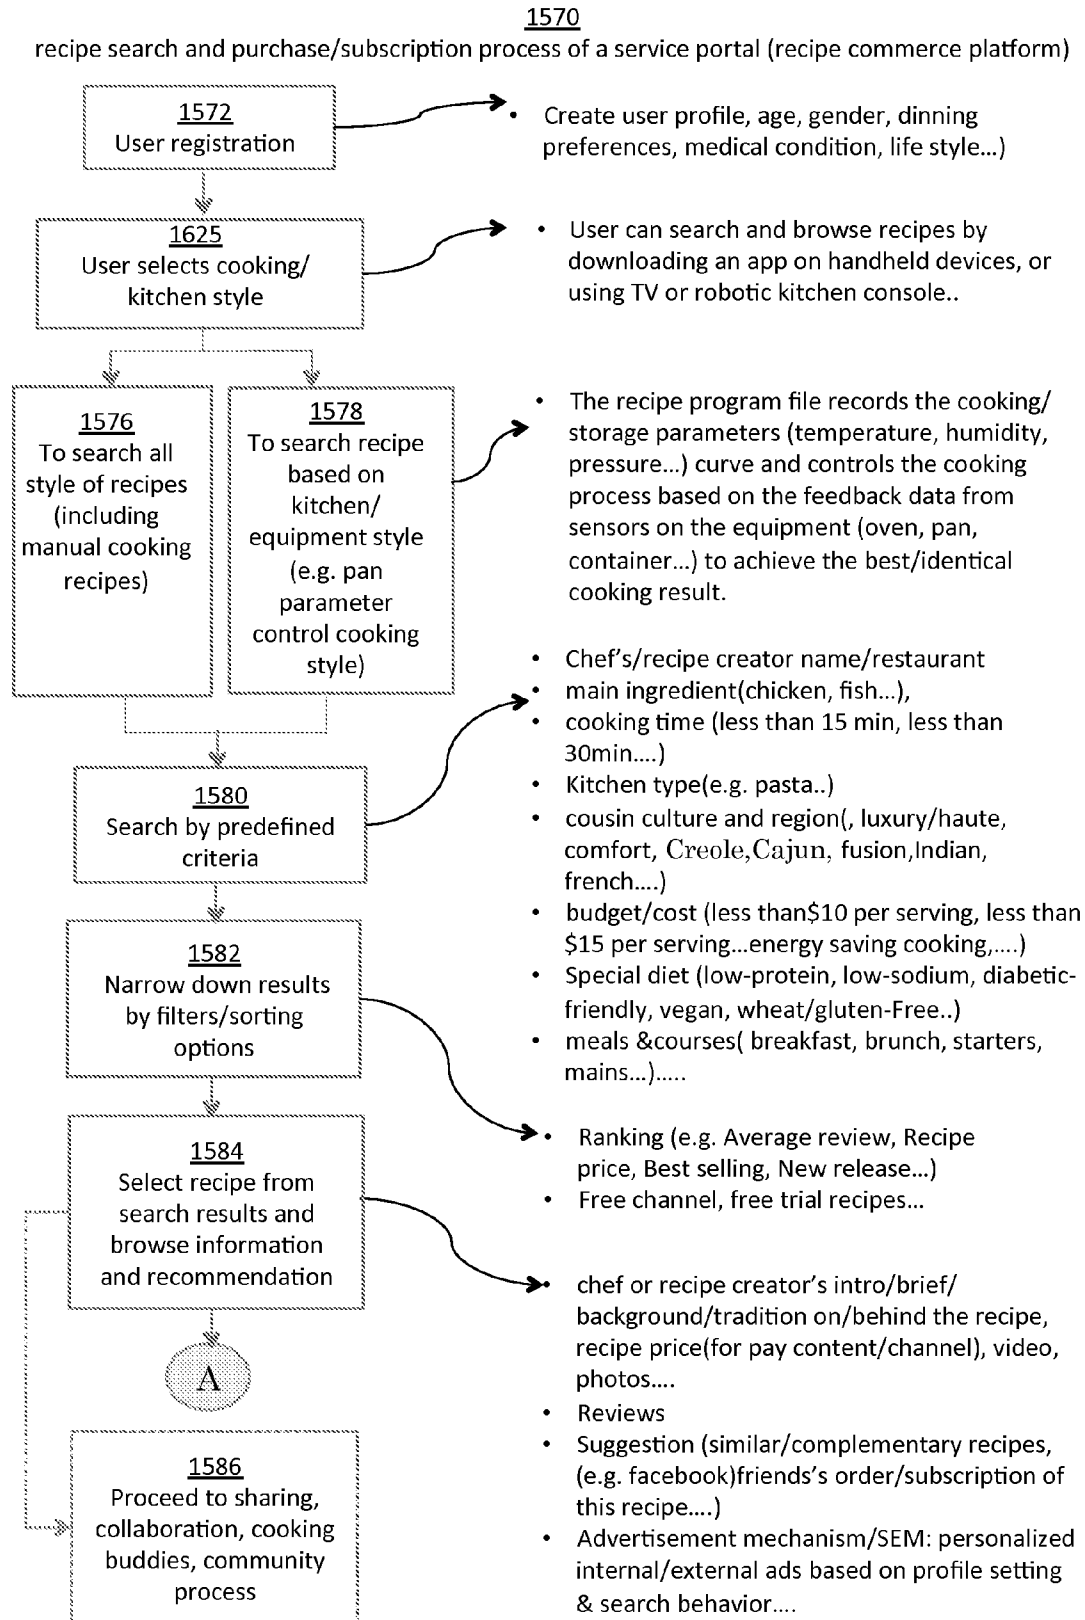 1570
recipe search and purchase/subscription process of a service portal (recipe commerce platform)
1572
User registration
• Create user profile, age, gender, dinning
preferences, medical condition, life style...)
1625
User selects cooking/
kitchen style
• User can search and browse recipes by
downloading an app on handheld devices, or
using TV or robotic kitchen console..
1576
To search all
style of recipes
(including
manual cooking
recipes)
1578
To search recipe
based on
kitchen/
equipment style
(e.g. pan
parameter
control cooking
style)
• The recipe program file records the cooking/
storage parameters (temperature, humidity,
pressure...) curve and controls the cooking
process based on the feedback data from
sensors on the equipment (oven, pan,
container...) to achieve the best/identical
cooking result.
1580
Search by predefined
criteria
• Chef's/recipe creator name/restaurant
• main ingredient(chicken, fish...),
• cooking time (less than 15 min, less than
30min....)
• Kitchen type(e.g. pasta..)
• cousin culture and region(, luxury/haute,
comfort, Creole,Cajun, fusion,Indian,
french....)
• budget/cost (less than$10 per serving, less than
$15 per serving...energy saving cooking,....)
• Special diet (low-protein, low-sodium, diabetic-
friendly, vegan, wheat/gluten-Free..)
• meals &courses( breakfast, brunch, starters,
mains...).....
1582
Narrow down results
by filters/sorting
options
• Ranking (e.g. Average review, Recipe
price, Best selling, New release...)
• Free channel, free trial recipes...
1584
Select recipe from
search results and
browse information
and recommendation
• chef or recipe creator's intro/brief/
background/tradition on/behind the recipe,
recipe price(for pay content/channel), video,
photos....
• Reviews
• Suggestion (similar/complementary recipes,
(e.g. facebook)friends's order/subscription of
this recipe....)
• Advertisement mechanism/SEM: personalized
internal/external ads based on profile setting
& search behavior....
A
1586
Proceed to sharing,
collaboration, cooking
buddies, community
process